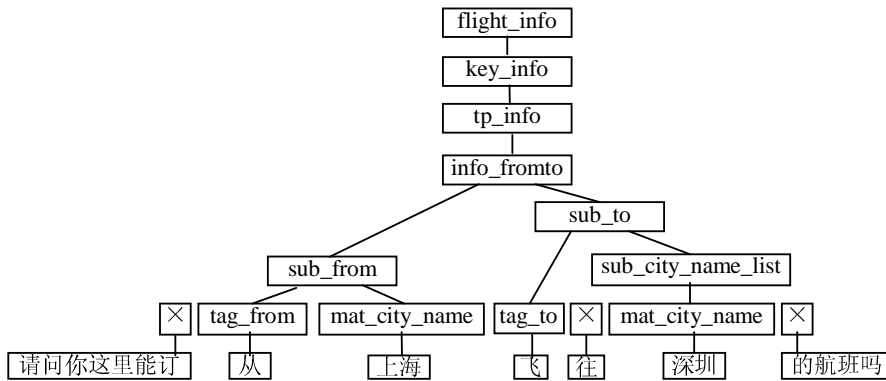 flight_info
key_info
tp_info
info_fromto
sub_to
sub_from
sub_city_name_list
× tag_from mat_city_name tag_to × mat_city_name ×
请问你这里能订 从 上海 飞 往 深圳 的航班吗